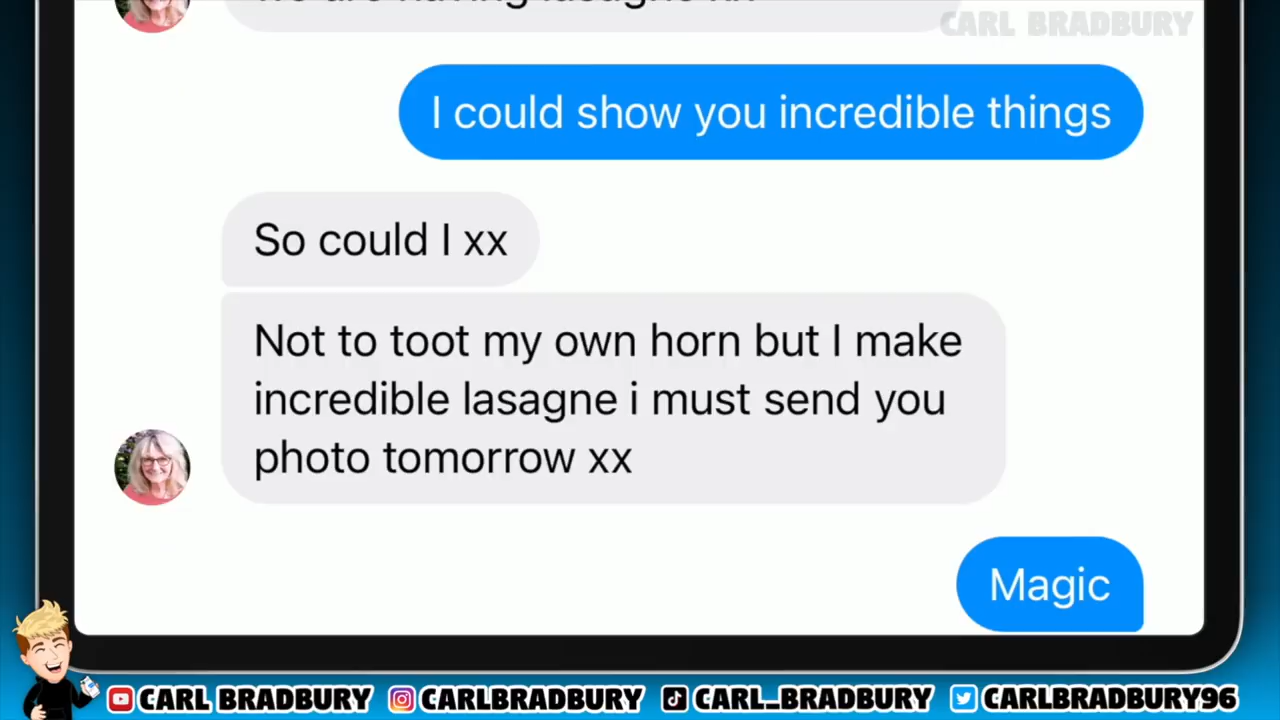 CARL BRADBURY
I could show you incredible things
So could I xx
Not to toot my own horn but I make
incredible lasagne i must send you
photo tomorrow xx
Magic
CARL BRADBURY CARLBRADBURY CARL_BRADBURY CARLBRADBURY96